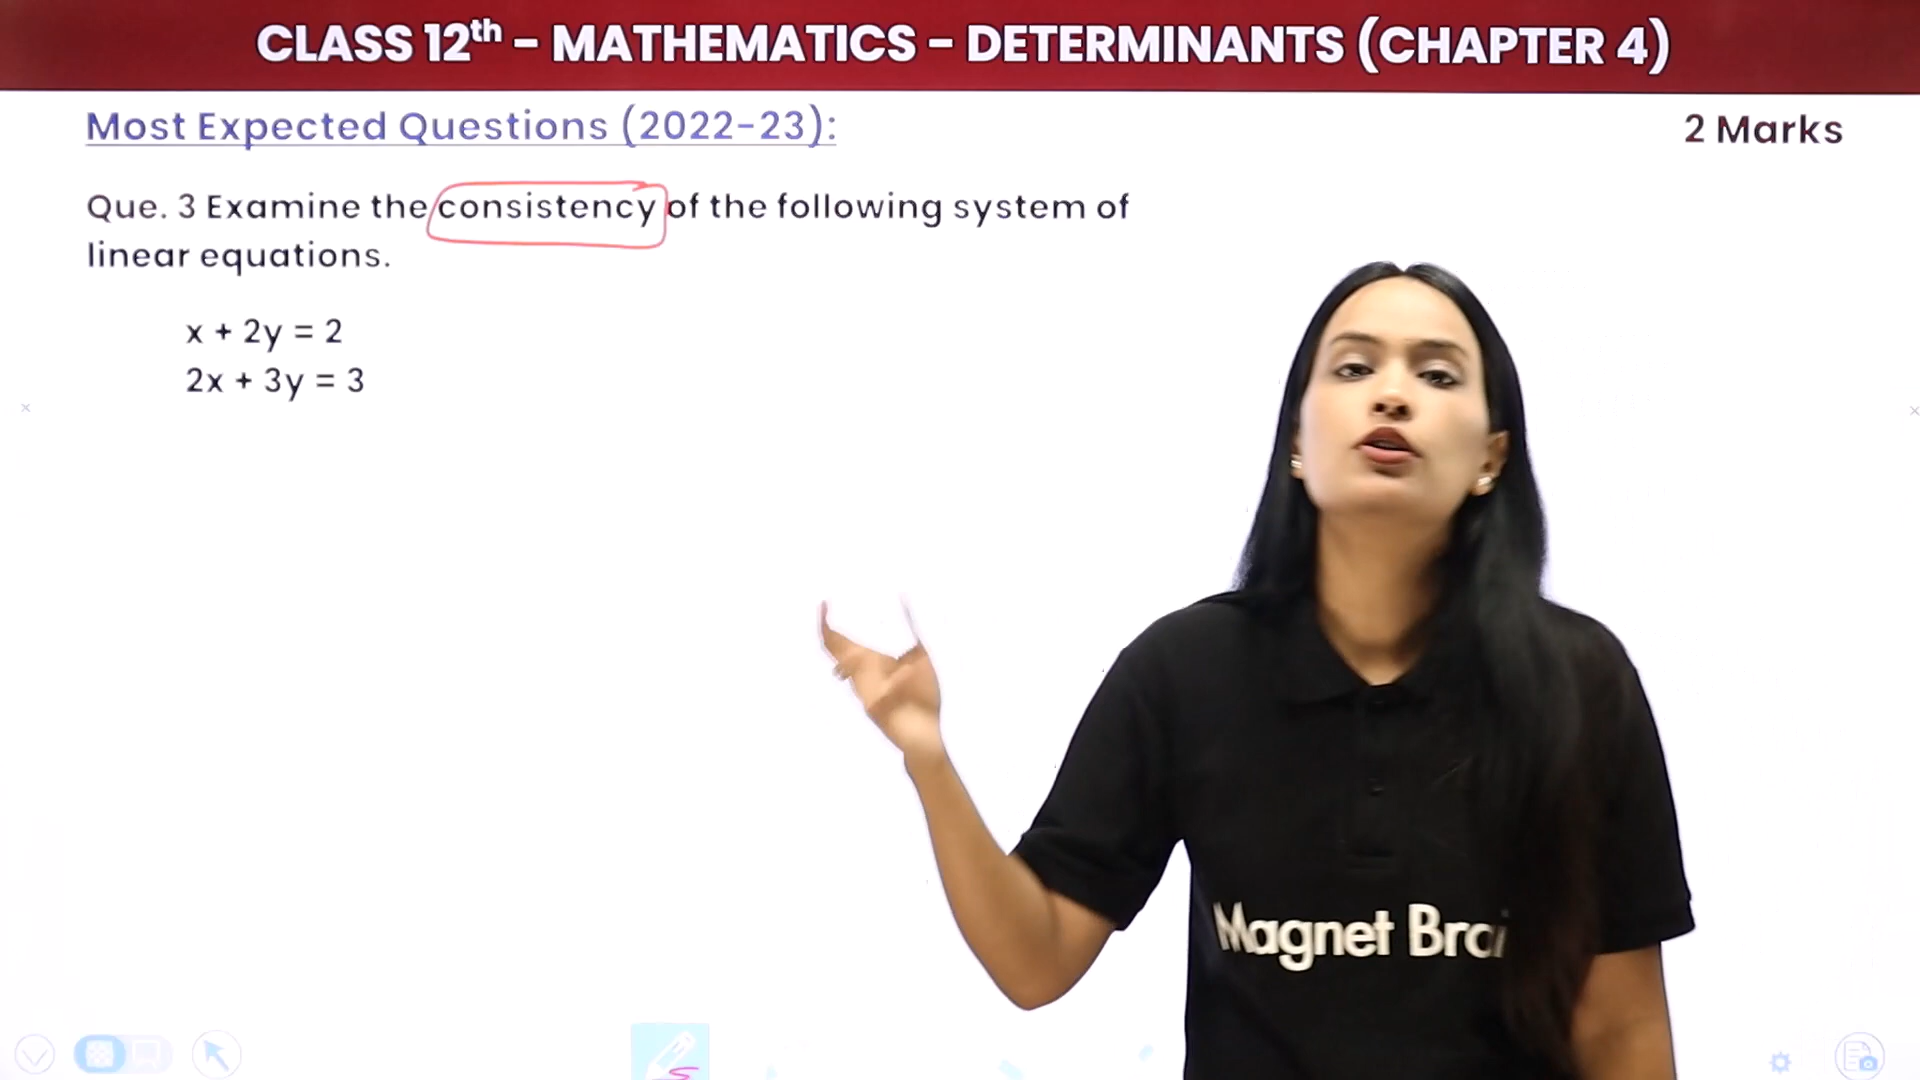 CLASS 12th - MATHEMATICS - DETERMINANTS (CHAPTER 4)
Most Expected Questions (2022-23):
2 Marks
Que. 3 Examine the consistency of the following system of
linear equations.
x + 2y = 2
2x + 3y = 3
Magnet Brai